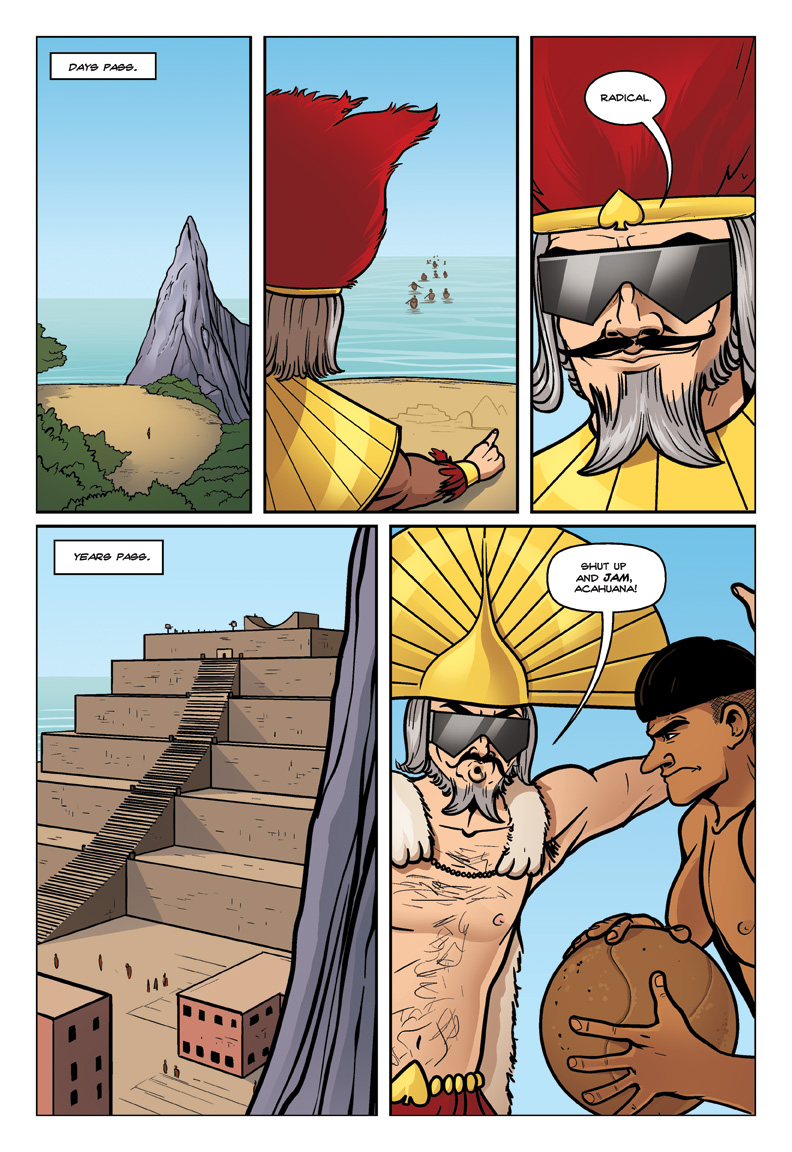 DAYS PASS.
RADICAL.
YEARS PASS.
SHUT UP
AND JAM,
ACAHUANA!